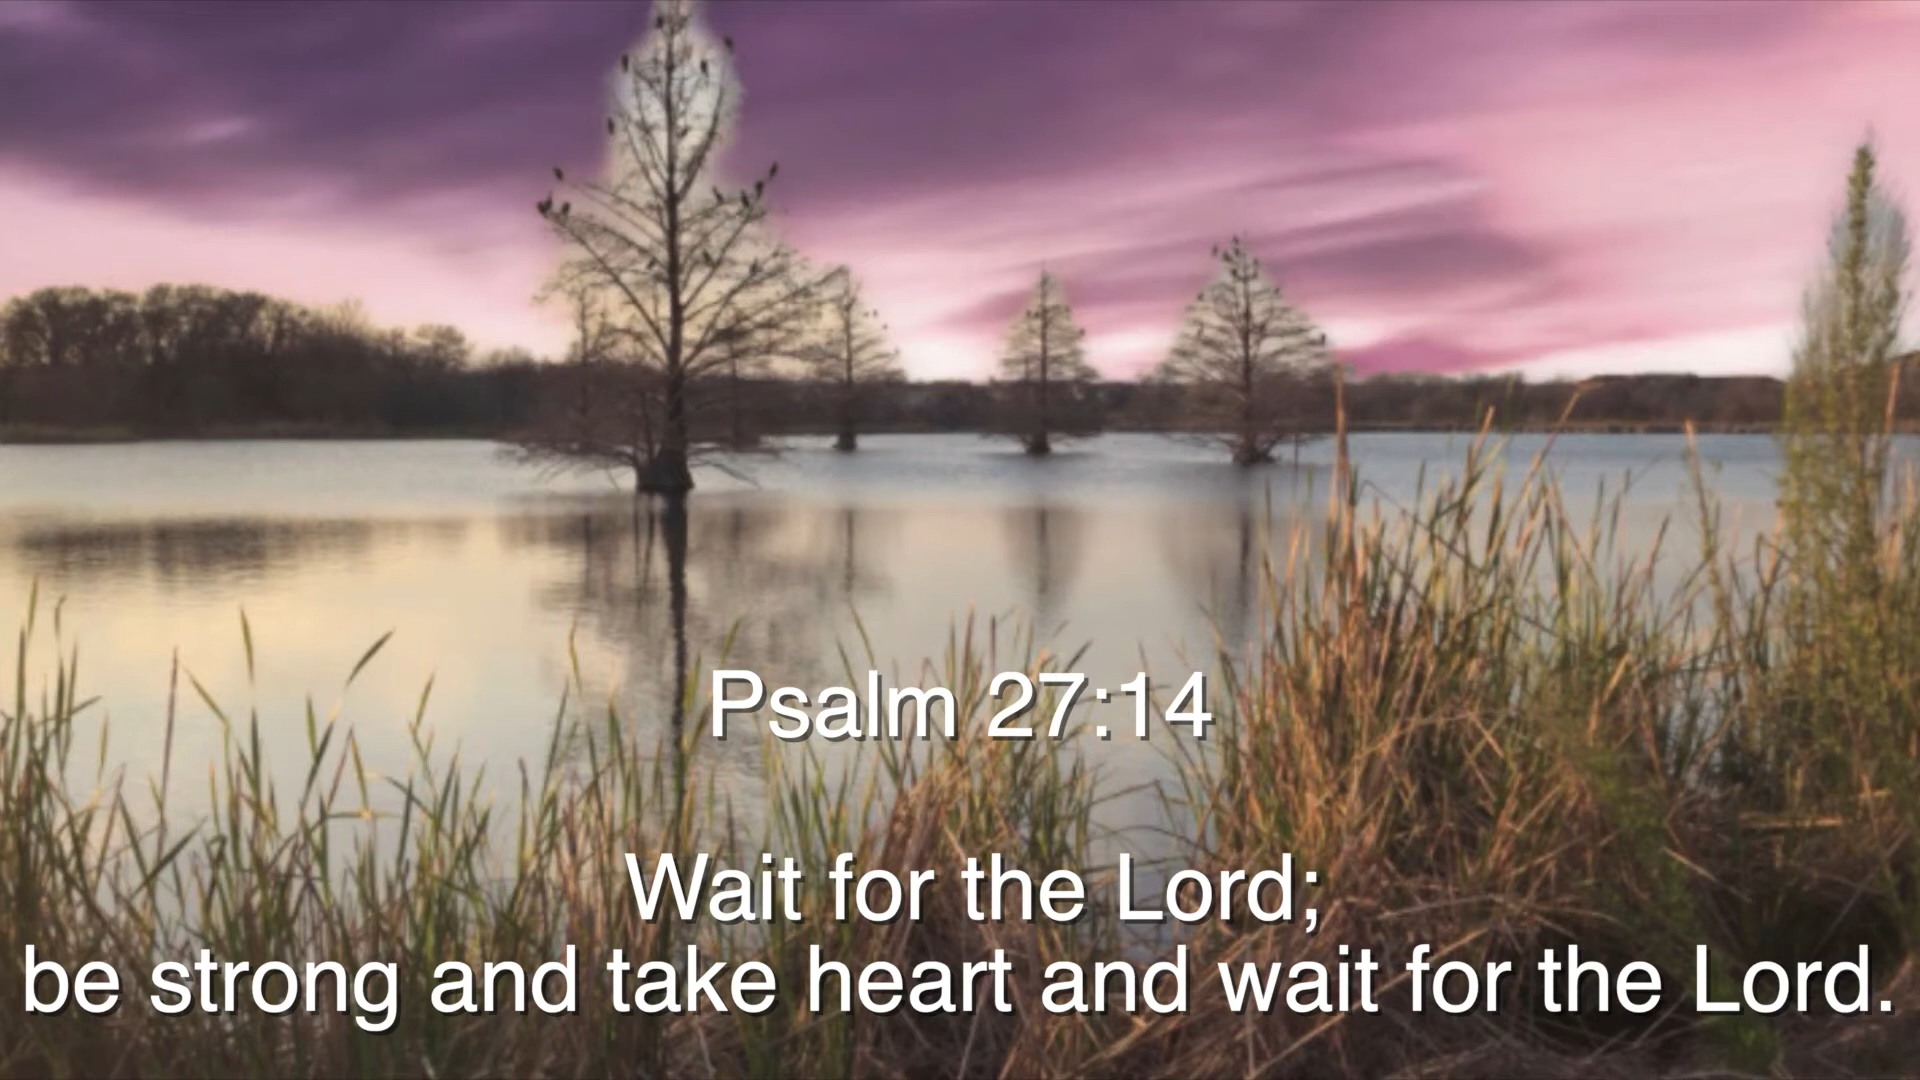 Psalm 27:14
Wait for the Lord;
be strong and take heart and wait for the Lord.